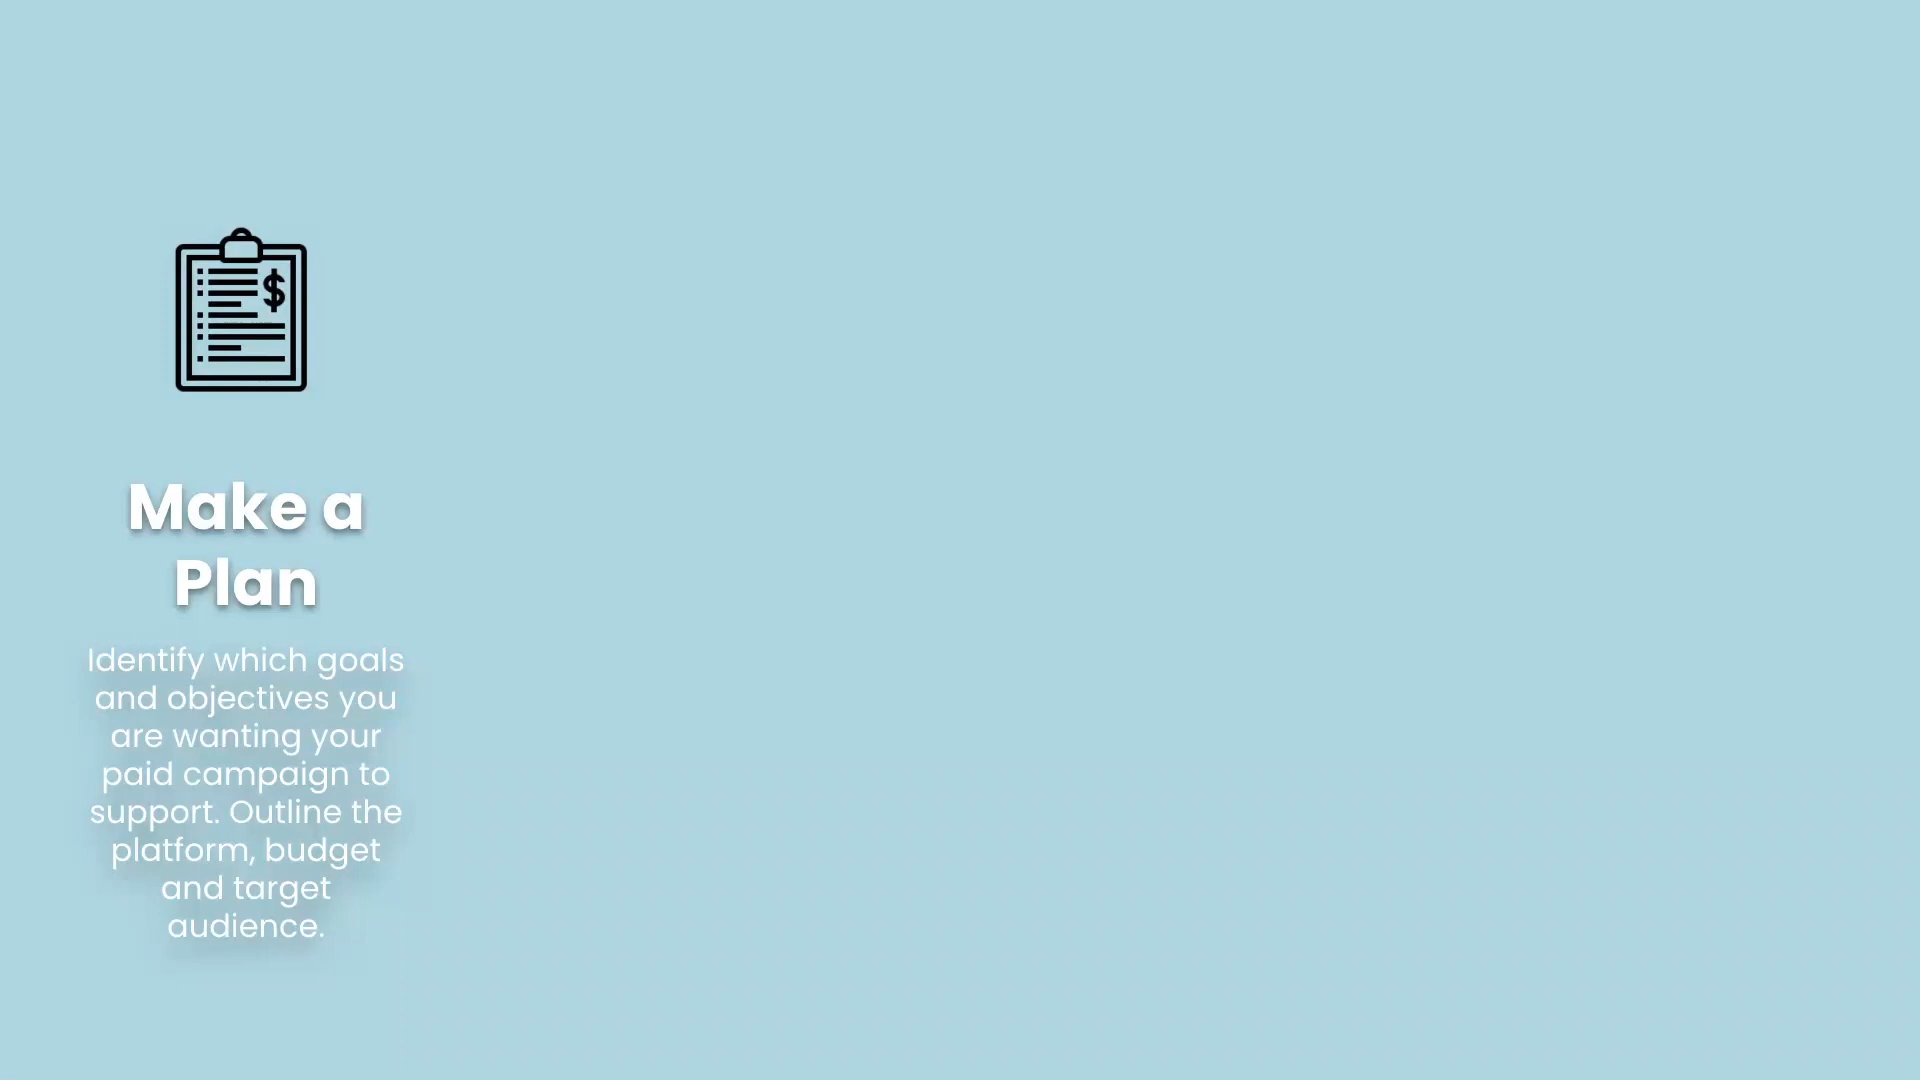 $
Make a
Plan
Identify which goals
and objectives you
are wanting your
paid campaign to
support. Outline the
platform, budget
and target
audience.